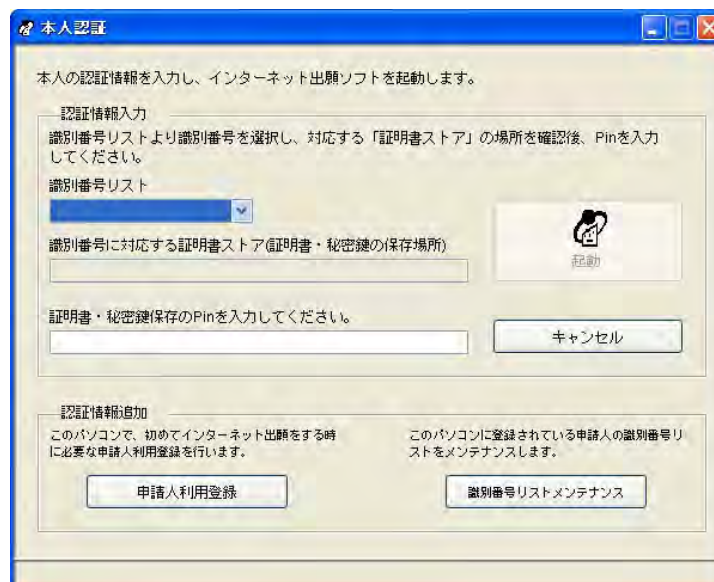 本人認証
本人の認証情報を入力し、インターネット出願ソフトを起動します。
認証情報入力
識別番号リストより識別番号を選択し、対応する「証明書ストア」の場所を確認後、Pinを入力
してください。
識別番号リスト
識別番号に対応する証明書ストア(証明書・秘密鍵の保存場所)
起動
証明書・秘密鍵保存のPinを入力してください。
キャンセル
認証情報追加
このパソコンで、初めてインターネット出願をする時
に必要な申請人利用登録を行います。
申請人利用登録
このパソコンに登録されている申請人の識別番号リ
ストをメンテナンスします。
識別番号リストメンテナンス